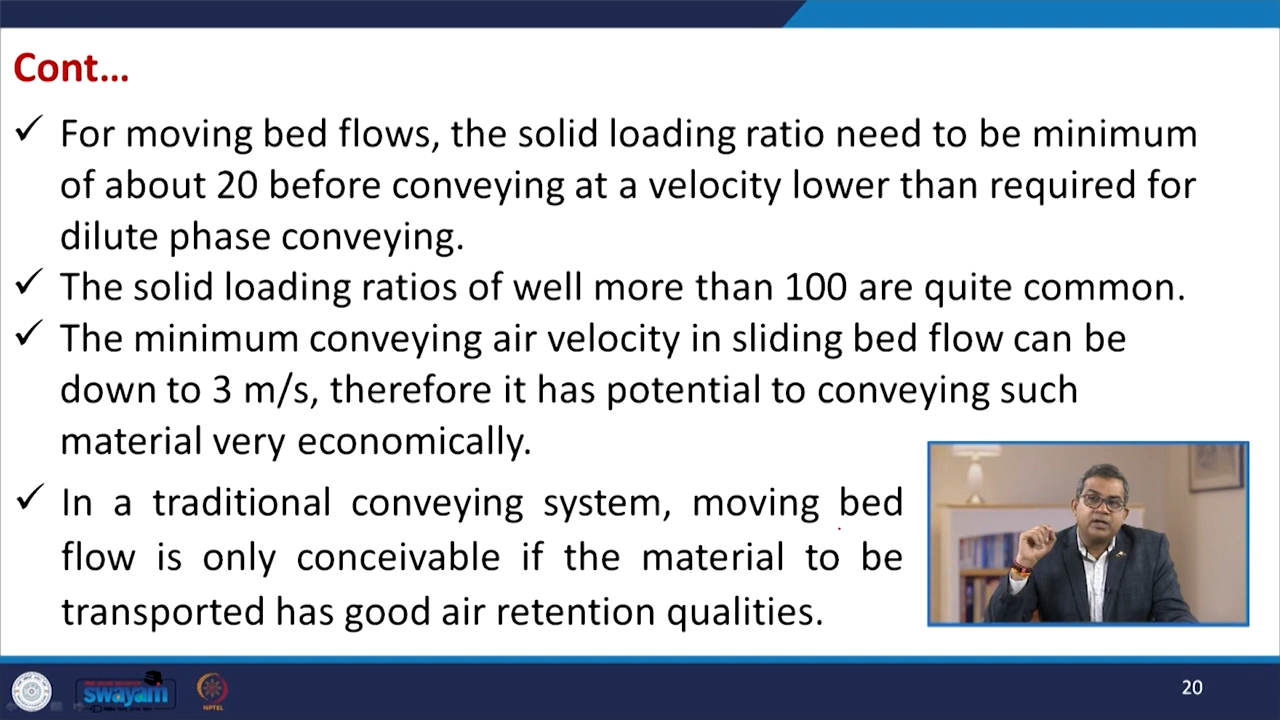 Cont...
✓ For moving bed flows, the solid loading ratio need to be minimum
of about 20 before conveying at a velocity lower than required for
dilute phase conveying.
✓ The solid loading ratios of well more than 100 are quite common.
✓ The minimum conveying air velocity in sliding bed flow can be
down to 3 m/s, therefore it has potential to conveying such
material very economically.
✓ In a traditional conveying system, moving bed
flow is only conceivable if the material to be
transported has good air retention qualities.
swayam
NPTEL
20